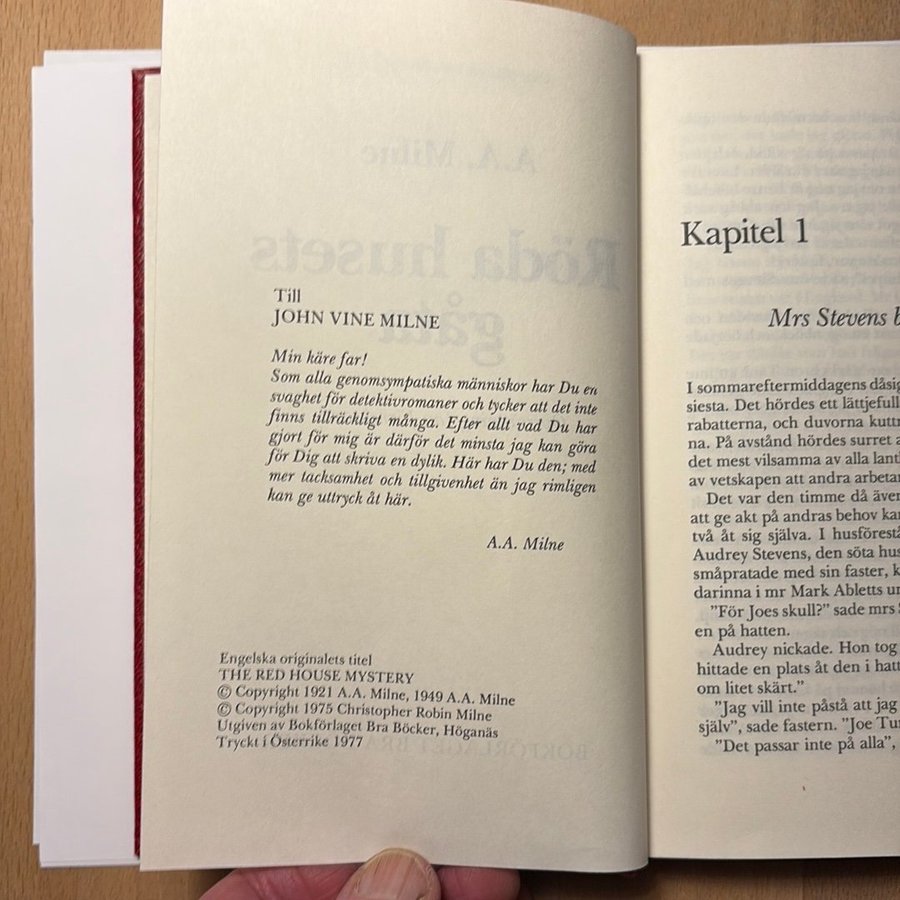 Till
JOHN VINE MILNE
Min käre far!
Som alla genomsympatiska människor har Du en
svaghet för detektivromaner och tycker att det inte
finns tillräckligt många. Efter allt vad Du har
gjort för mig är därför det minsta jag kan göra
för Dig att skriva en dylik. Här har Du den; med
mer tacksamhet och tillgivenhet än jag rimligen
kan ge uttryck åt här.
A.A. Milne
Engelska originalets titel
THE RED HOUSE MYSTERY
© Copyright 1921 A.A. Milne, 1949 A.A. Milne
© Copyright 1975 Christopher Robin Milne
Utgiven av Bokförlaget Bra Böcker, Höganäs
Tryckt i Österrike 1977
Kapitel 1
Mrs Stevens b
I sommareftermiddagens dåsig
siesta. Det hördes ett lättjefull
rabatterna, och duvorna kuttr
na. På avstånd hördes surret a
det mest vilsamma av alla lant
av vetskapen att andra arbetar
Det var den timme då även
att ge akt på andras behov kan
två åt sig själva. I husförestå
Audrey Stevens, den söta hus
småpratade med sin faster, k
darinna i mr Mark Abletts un
"För Joes skull?" sade mrs S
en på hatten.
Audrey nickade. Hon tog
hittade en plats åt den i hatt
om litet skärt."
"Jag vill inte påstå att jag
själv", sade fastern. "Joe Tur
"Det passar inte på alla",